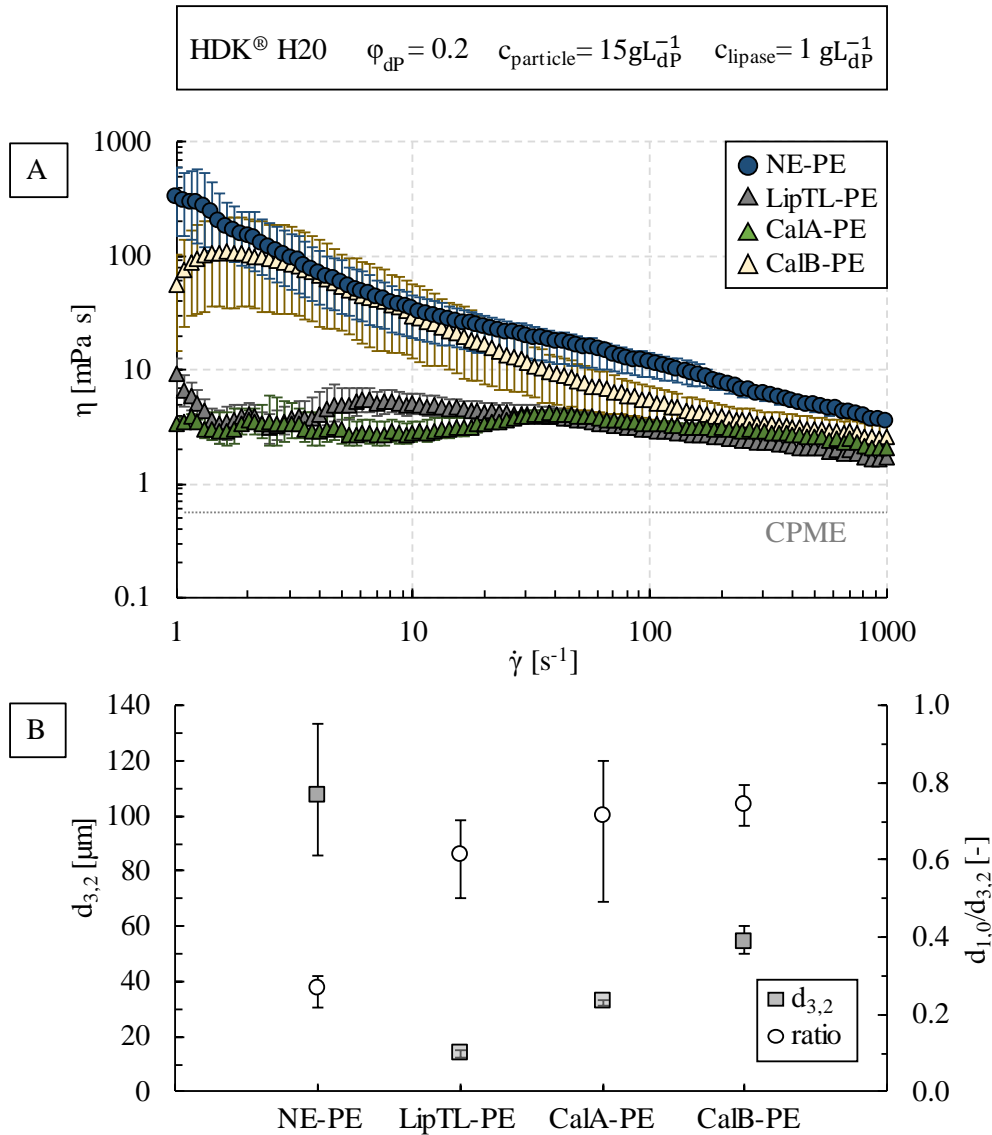 HDK® H20 φdP = 0.2 cparticle= 15gL⁻¹dP clipase= 1 gL⁻¹dP
A
η [mPa s]
1000
100
10
1
0.1
NE-PE
LipTL-PE
CalA-PE
CalB-PE
CPME
1 10 100 1000
γ̇ [s⁻¹]
B
d3,2 [µm]
140
120
100
80
60
40
20
0
1.0
0.8
0.6
0.4
0.2
0.0
d1,0/d3,2 [-]
d3,2
ratio
NE-PE LipTL-PE CalA-PE CalB-PE